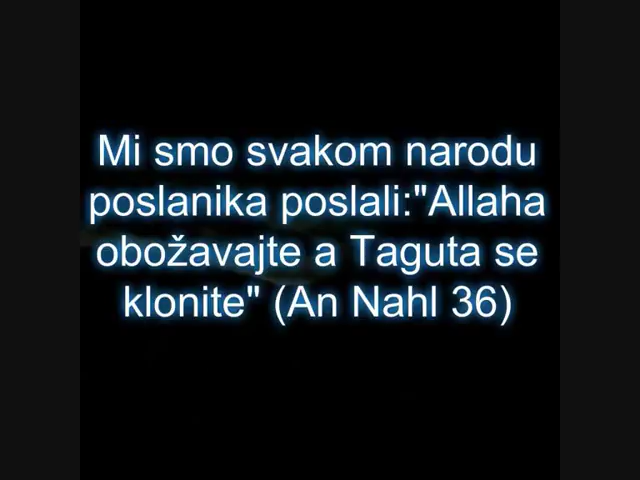 Mi smo svakom narodu
poslanika poslali:"Allaha
obožavajte a Taguta se
klonite" (An Nahl 36)